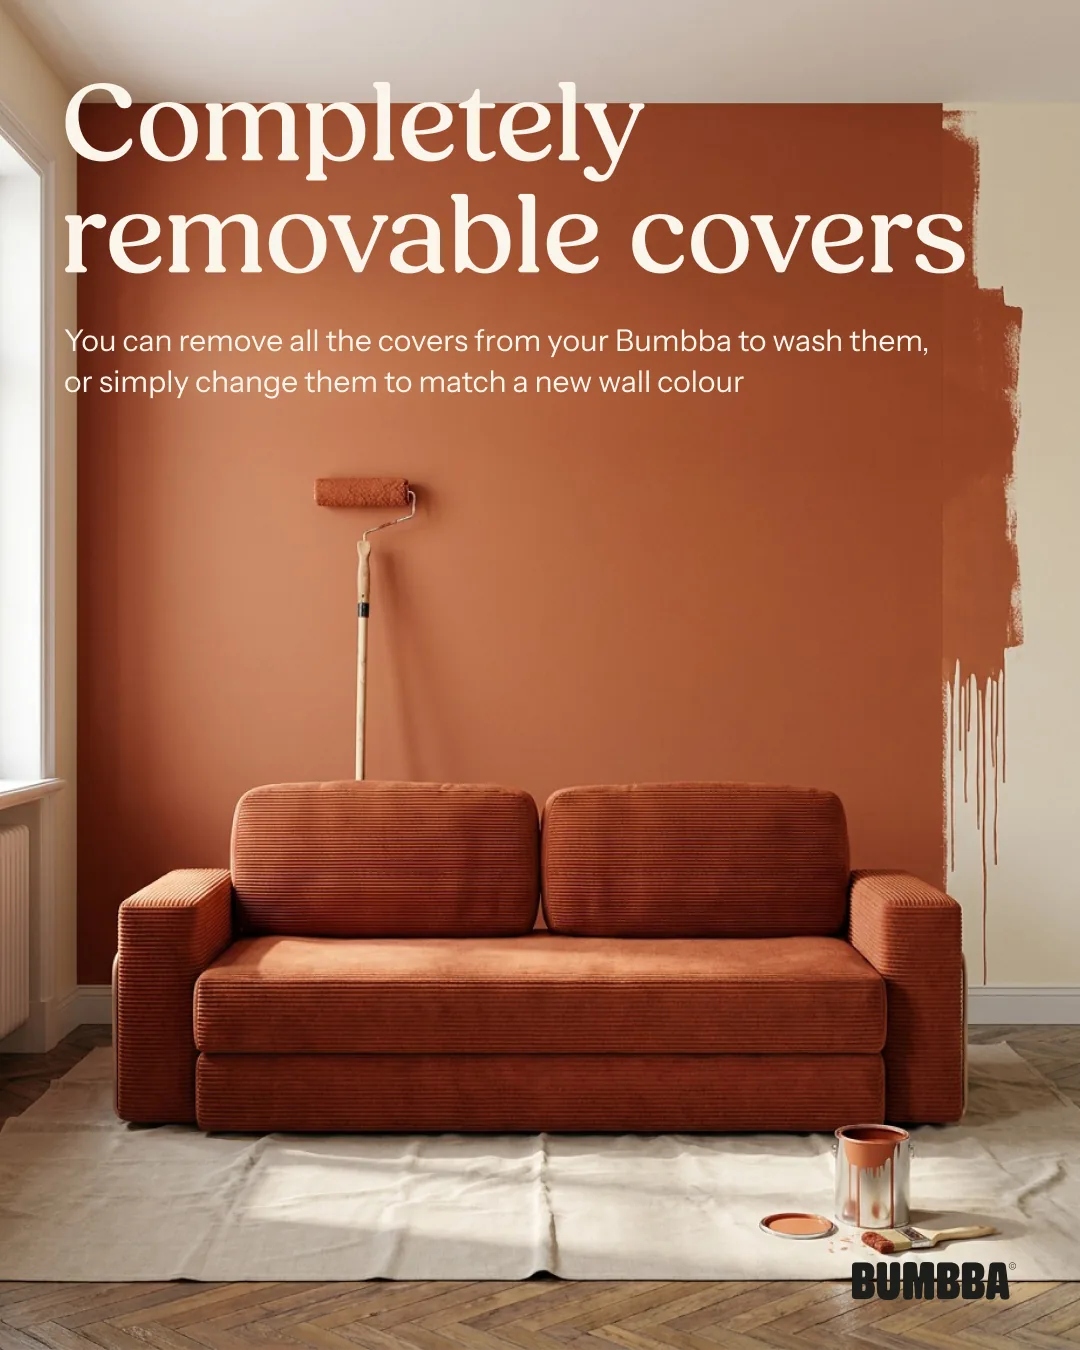 Completely
removable covers
You can remove all the covers from your Bumbba to wash them,
or simply change them to match a new wall colour
BUMBBA©